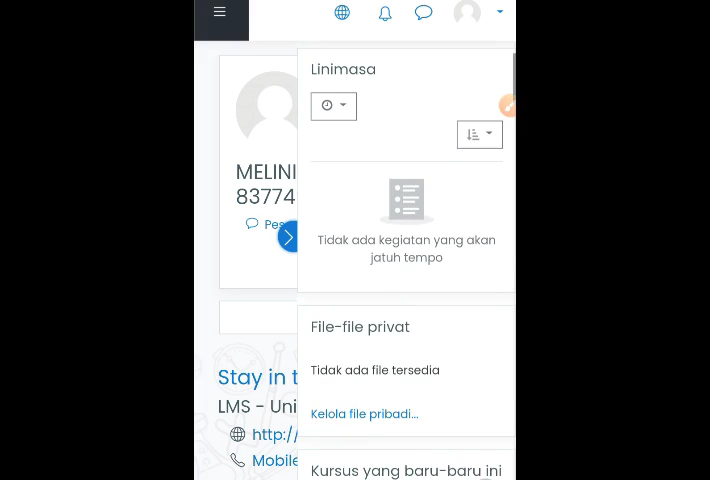 Linimasa
MELINI
83774
Pes
Tidak ada kegiatan yang akan
jatuh tempo
File-file privat
Tidak ada file tersedia
Stay in t
LMS - Uni
Kelola file pribadi...
http://
Mobile
Kursus yang baru-baru ini